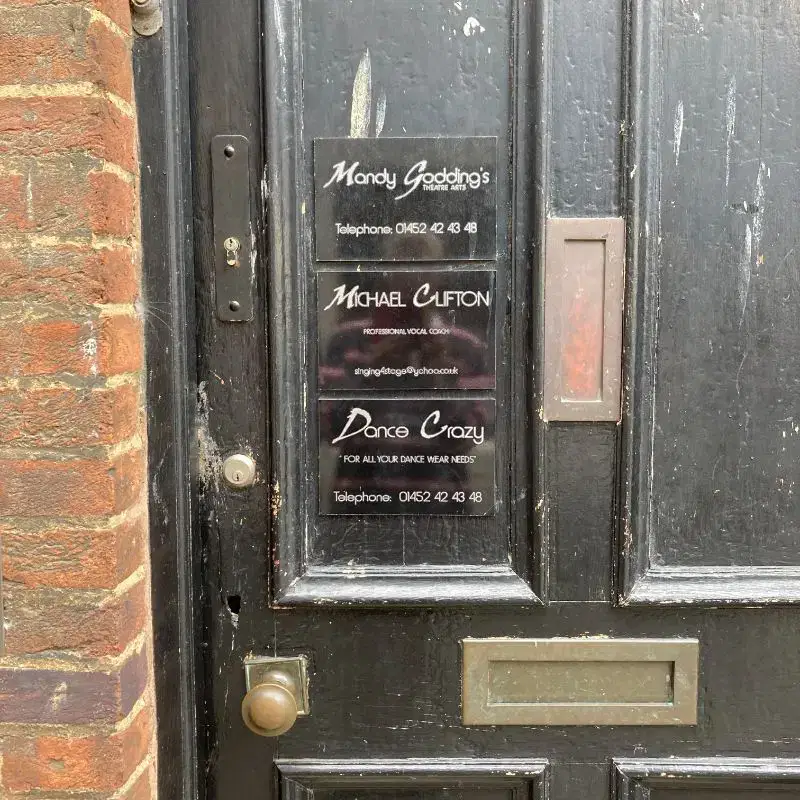 Mandy Godding's
THEATRE ARTS
Telephone: 01452 42 43 48
MICHAEL CLIFTON
PROFESSIONAL VOCAL COACH
singing4stage@yahoo.co.uk
Dance Crazy
"FOR ALL YOUR DANCE WEAR NEEDS"
Telephone: 01452 42 43 48